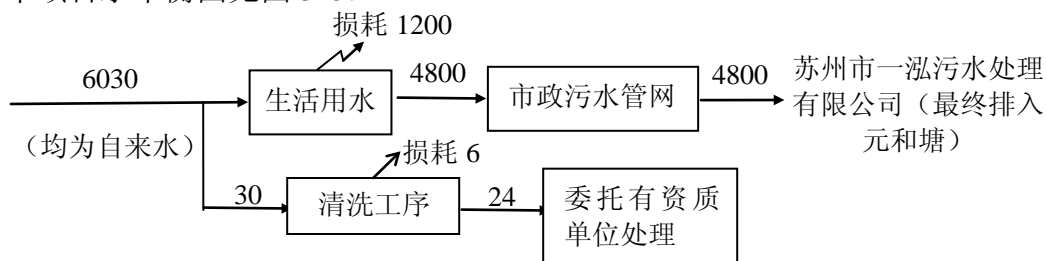 损耗 1200
6030
4800
4800
苏州市一泓污水处理
有限公司（最终排入
元和塘）
生活用水
市政污水管网
（均为自来水）
损耗 6
30
清洗工序
24
委托有资质
单位处理